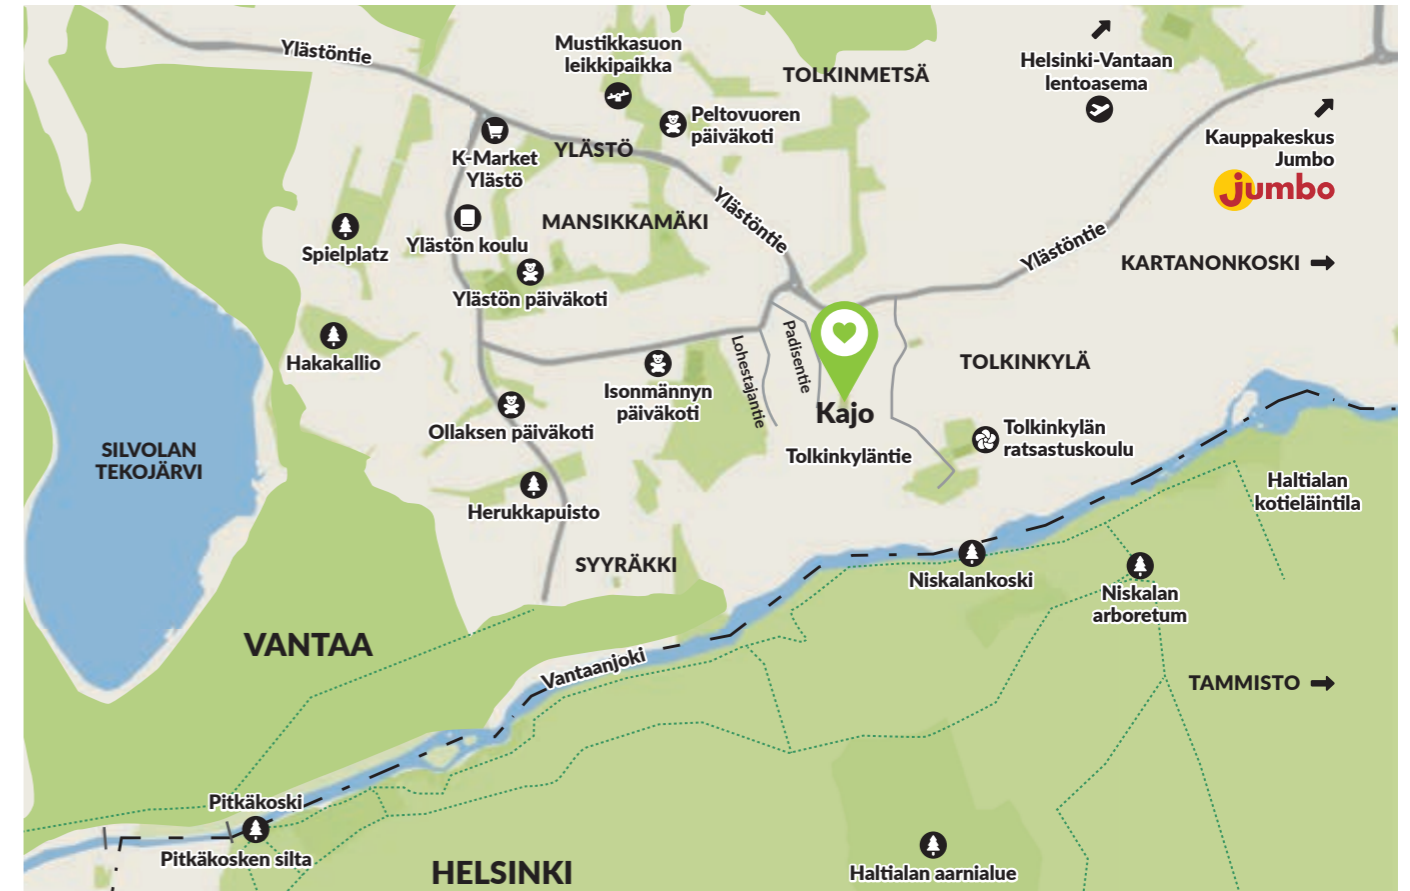 Ylästöntie
Mustikkasuon
leikkipaikka
TOLKINMETSÄ
Helsinki-Vantaan
lentoasema
Peltovuoren
päiväkoti
Kauppakeskus
Jumbo
jumbo
K-Market
Ylästö
YLÄSTÖ
MANSIKKAMÄKI
Ylästöntie
Ylästöntie
Spielplatz
Ylästön koulu
KARTANONKOSKI
Ylästön päiväkoti
Hakakallio
Isonmännyn
päiväkoti
Lohestajantie
Padisentie
TOLKINKYLÄ
Kajo
Ollaksen päiväkoti
SILVOLAN
TEKOJÄRVI
Tolkinkyläntie
Tolkinkylän
ratsastuskoulu
Haltialan
kotieläintila
Herukkapuisto
SYYRÄKKI
Niskalankoski
Niskalan
arboretum
VANTAA
Vantaanjoki
TAMMISTO
Pitkäkoski
Pitkäkosken silta
HELSINKI
Haltialan aarnialue